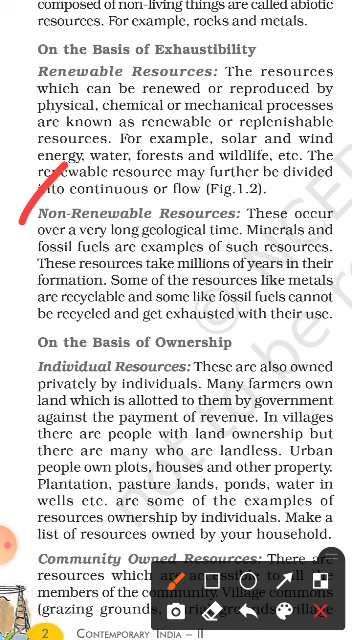 composed of non-living things are called abiotic
resources. For example, rocks and metals.
On the Basis of Exhaustibility
Renewable Resources: The resources
which can be renewed or reproduced by
physical, chemical or mechanical processes
are known as renewable or replenishable
resources. For example, solar and wind
energy, water, forests and wildlife, etc. The
renewable resource may further be divided
into continuous or flow (Fig.1.2).
Non-Renewable Resources: These occur
over a very long geological time. Minerals and
fossil fuels are examples of such resources.
These resources take millions of years in their
formation. Some of the resources like metals
are recyclable and some like fossil fuels cannot
be recycled and get exhausted with their use.
On the Basis of Ownership
Individual Resources: These are also owned
privately by individuals. Many farmers own
land which is allotted to them by government
against the payment of revenue. In villages
there are people with land ownership but
there are many who are landless. Urban
people own plots, houses and other property.
Plantation, pasture lands, ponds, water in
wells etc. are some of the examples of
resources ownership by individuals. Make a
list of resources owned by your household.
Community Owned Resources: There are
resources which are accessible to all the
members of the community. Village commons
(grazing grounds, burial grounds, village
2 CONTEMPORARY INDIA – II
© NCER
not to be re